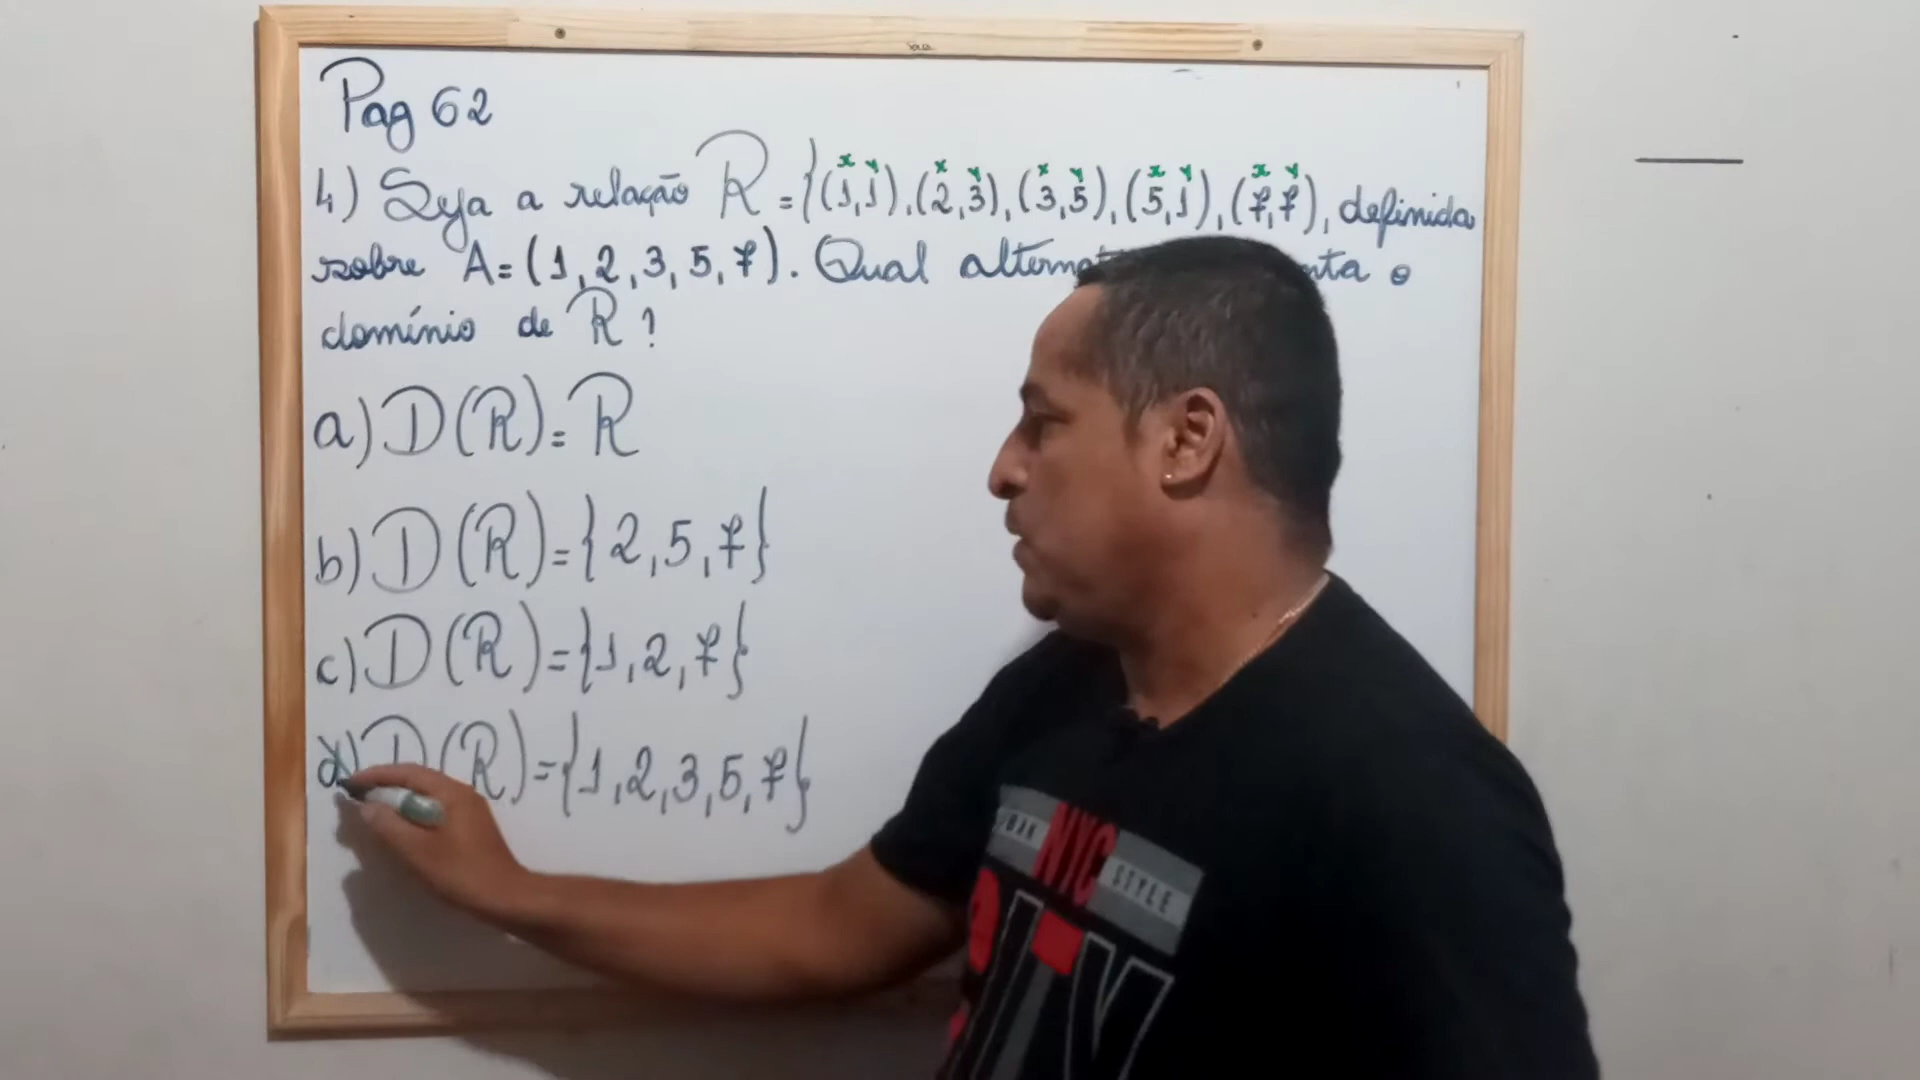 Pag 62
4) Seja a relação R = {(1,1), (2,3), (3,5), (5,1), (7,7), definida
x y x y x y x y x y
sobre A = (1, 2, 3, 5, 7). Qual o
domínio de R?
a) D(R) = R
b) D(R) = {2, 5, 7}
c) D(R) = {1, 2, 7}
d) D(R) = {1, 2, 3, 5, 7}
NYC
STYLE